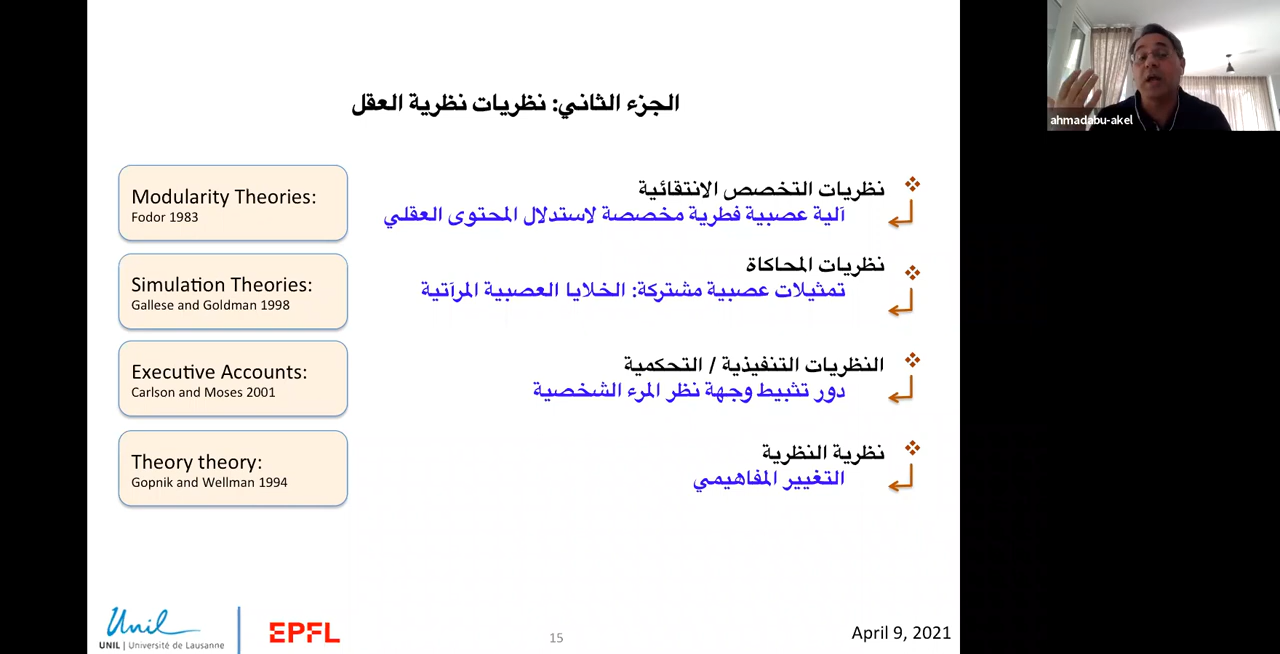 الجزء الثاني: نظريات نظرية العقل
نظريات التخصص الانتقائية
آلية عصبية فطرية مخصصة لاستدلال المحتوى العقلي
Modularity Theories:
Fodor 1983
نظريات المحاكاة
تمثيلات عصبية مشتركة: الخلايا العصبية المرآتية
Simulation Theories:
Gallese and Goldman 1998
النظريات التنفيذية / التحكمية
دور تثبيط وجهة نظر المرء الشخصية
Executive Accounts:
Carlson and Moses 2001
نظرية النظرية
التغيير المفاهيمي
Theory theory:
Gopnik and Wellman 1994
Unil
UNIL | Université de Lausanne
EPFL
15
April 9, 2021
ahmadabu-akel